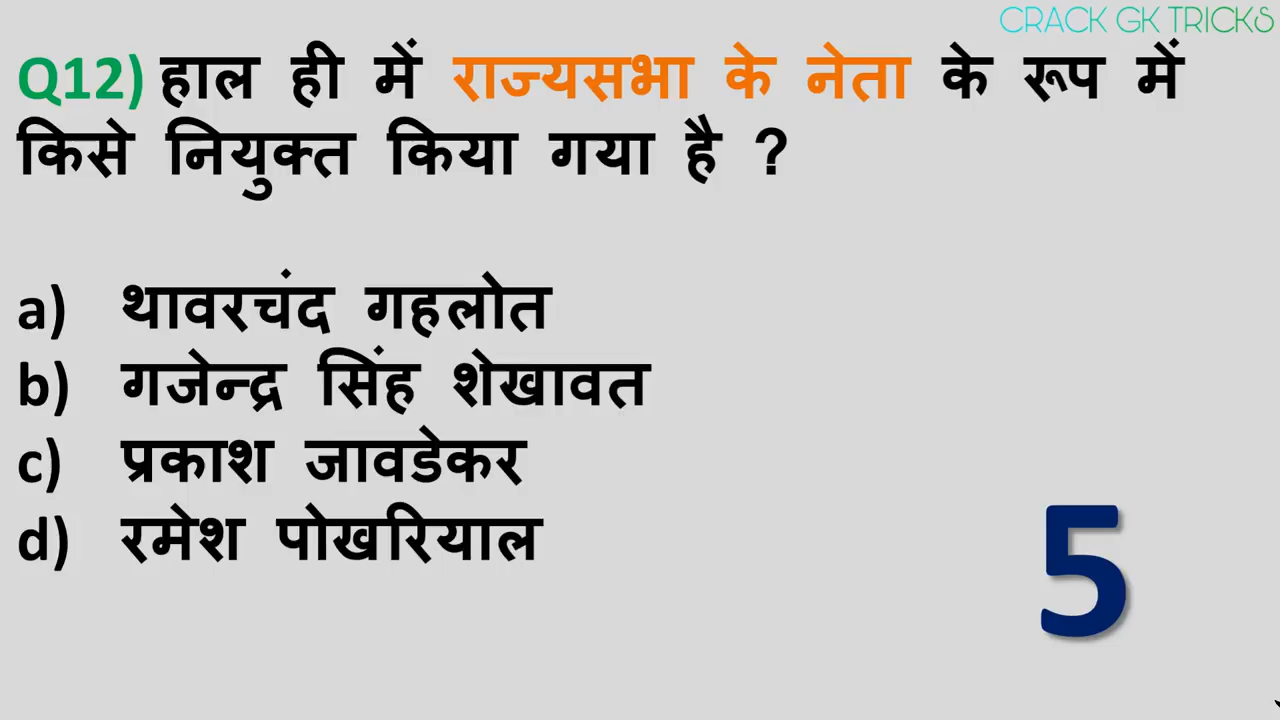 CRACK GK TRICKS
Q12) हाल ही में राज्यसभा के नेता के रूप में
किसे नियुक्त किया गया है ?
a) थावरचंद गहलोत
b) गजेन्द्र सिंह शेखावत
c) प्रकाश जावडेकर
d) रमेश पोखरियाल
5